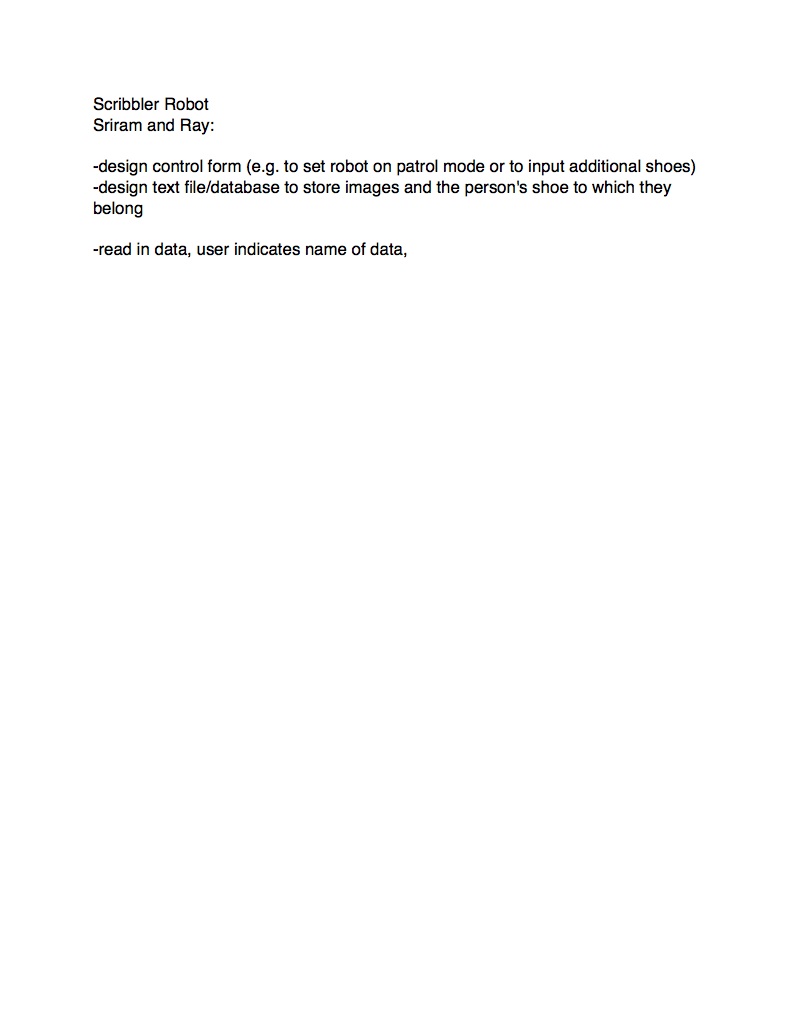 Scribbler Robot
Sriram and Ray:
-design control form (e.g. to set robot on patrol mode or to input additional shoes)
-design text file/database to store images and the person's shoe to which they
belong
-read in data, user indicates name of data,